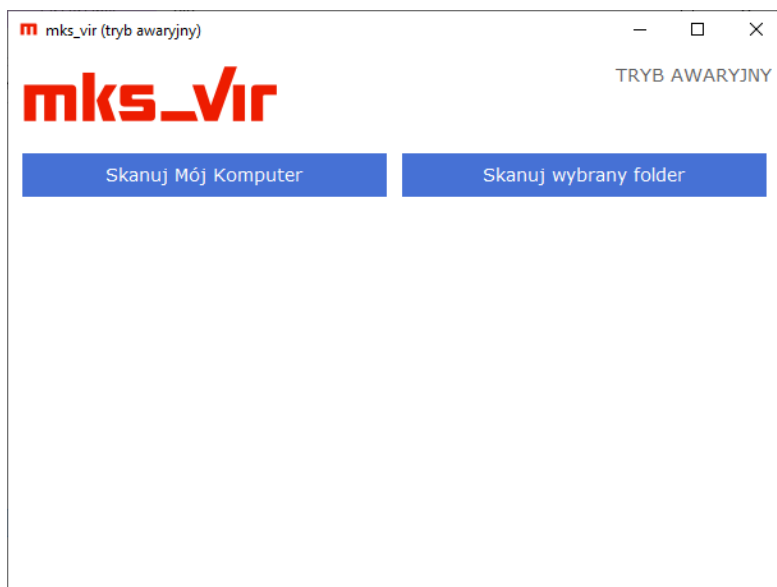 mks_vir (tryb awaryjny)
mks_vir
TRYB AWARYJNY
Skanuj Mój Komputer
Skanuj wybrany folder